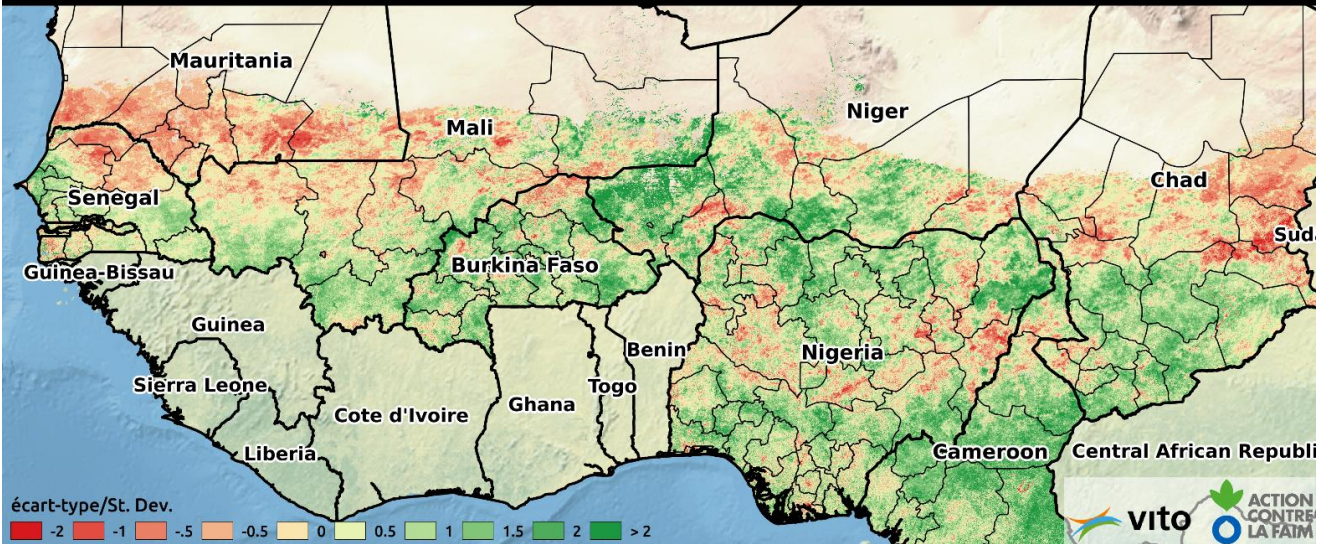 Mauritania
Niger
Mali
Chad
Senegal
Sud
Burkina Faso
Guinea-Bissau
Guinea
Benin
Nigeria
Sierra Leone
Togo
Ghana
Cote d'Ivoire
Liberia
Cameroon
Central African Republi
écart-type/St. Dev.
-2 -1 -.5 -0.5 0 0.5 1 1.5 2 > 2
vito
ACTION
CONTRE
LA FAIM